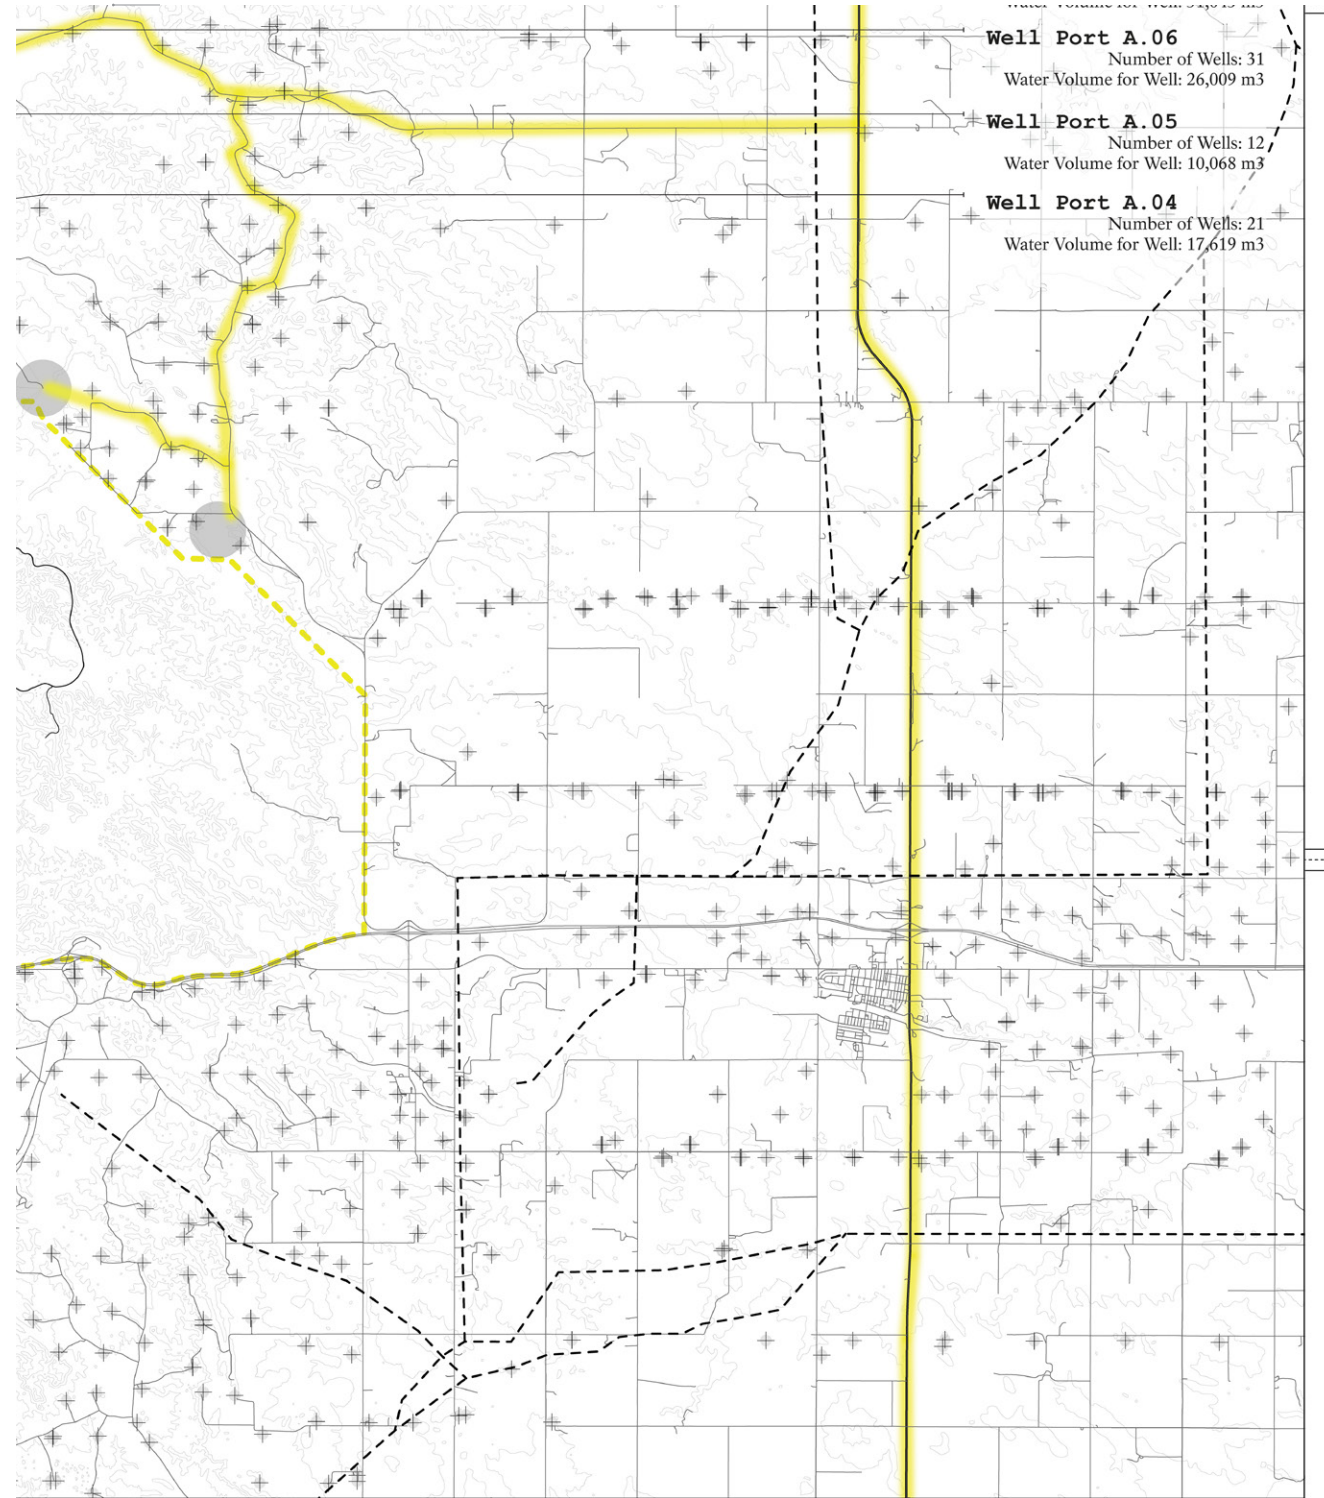 Well Port A.06
Number of Wells: 31
Water Volume for Well: 26,009 m3
Well Port A.05
Number of Wells: 12
Water Volume for Well: 10,068 m3
Well Port A.04
Number of Wells: 21
Water Volume for Well: 17,619 m3